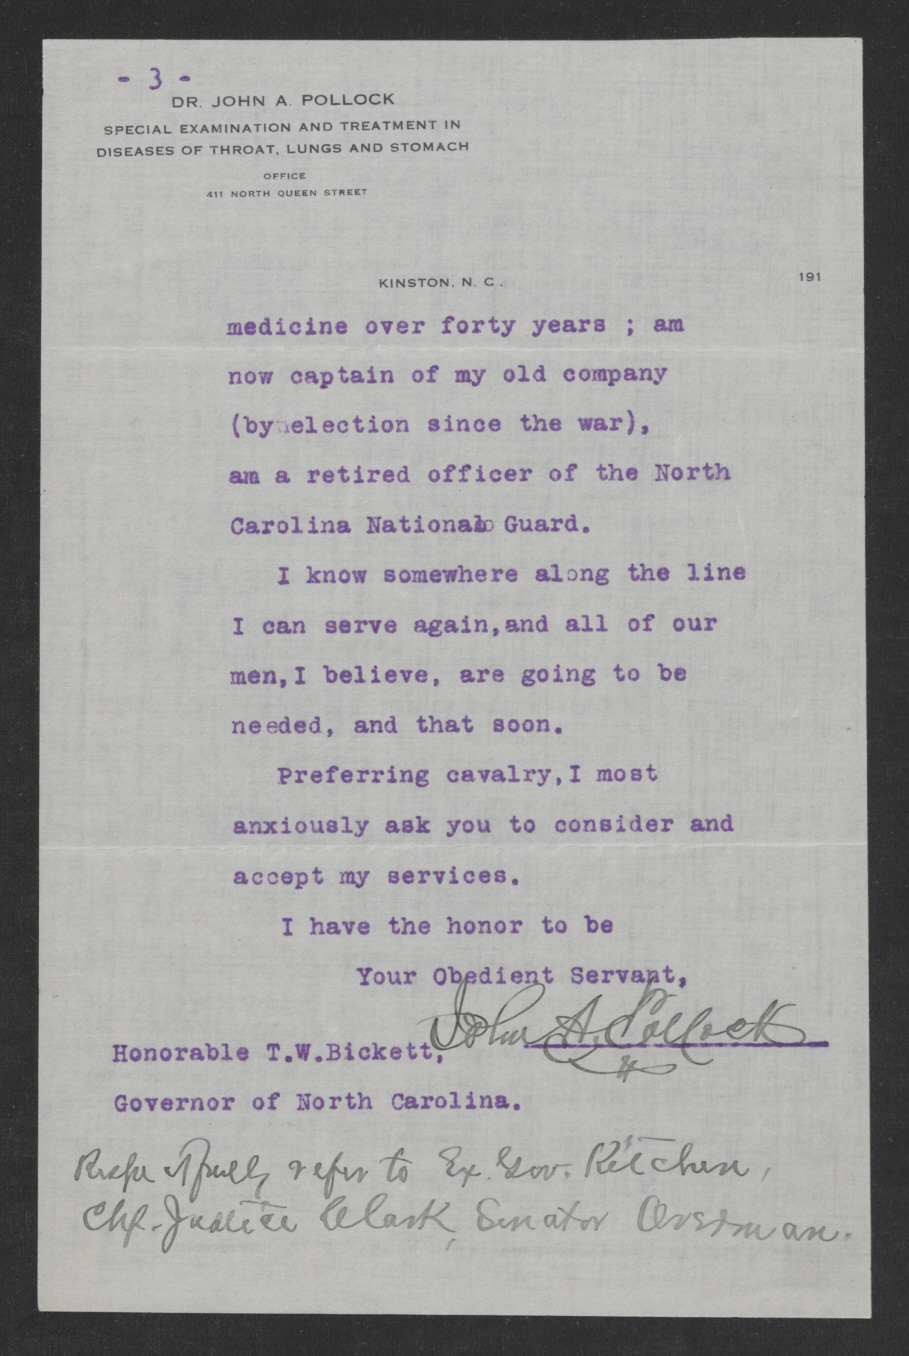 - 3 -
DR. JOHN A. POLLOCK
SPECIAL EXAMINATION AND TREATMENT IN
DISEASES OF THROAT, LUNGS AND STOMACH
OFFICE
411 NORTH QUEEN STREET
KINSTON, N. C. 191
medicine over forty years ; am
now captain of my old company
(by election since the war),
am a retired officer of the North
Carolina National Guard.
I know somewhere along the line
I can serve again,and all of our
men,I believe, are going to be
needed, and that soon.
Preferring cavalry,I most
anxiously ask you to consider and
accept my services.
I have the honor to be
Your Obedient Servant,
John A. Pollock
Honorable T.W.Bickett,
Governor of North Carolina.
Respectfully refer to Ex. Gov. Kitchen,
Chf. Justice Clark, Senator Overman.